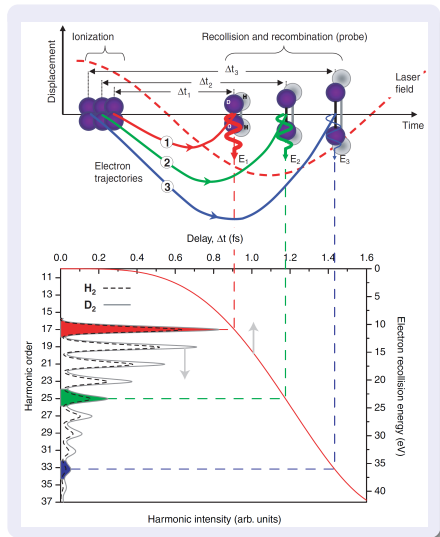 Ionization
Recollision and recombination (probe)
Displacement
Δt3
Δt2
Δt1
Laser
field
D
H
D
H
Time
1
2
3
Electron
trajectories
E1
E2
E3
Delay, Δt (fs)
0.0 0.2 0.4 0.6 0.8 1.0 1.2 1.4 1.6
H2
D2
Harmonic order
11
13
15
17
19
21
23
25
27
29
31
33
35
37
0
5
10
15
20
25
30
35
40
Electron recollision energy (eV)
Harmonic intensity (arb. units)